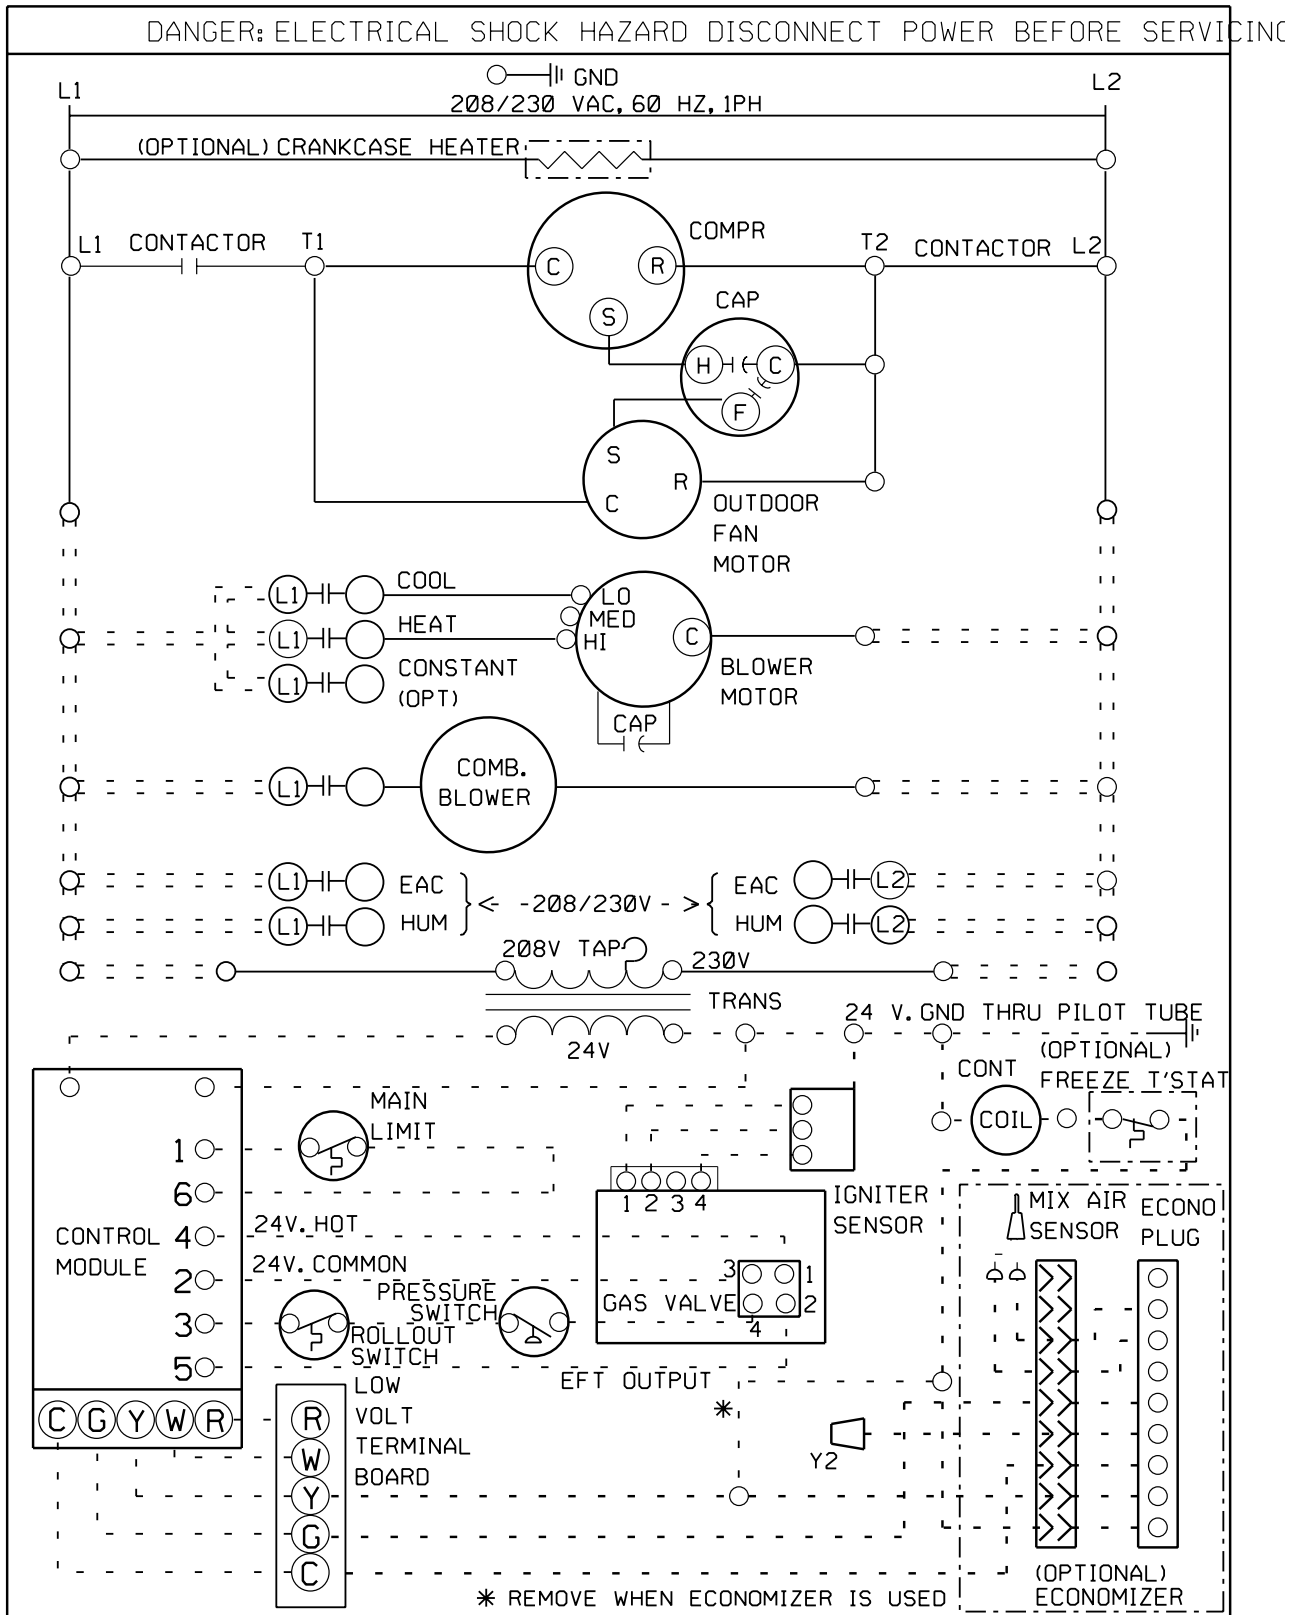 DANGER: ELECTRICAL SHOCK HAZARD DISCONNECT POWER BEFORE SERVICING
GND
L1
L2
208/230 VAC, 60 HZ, 1PH
(OPTIONAL) CRANKCASE HEATER
COMPR
L1 CONTACTOR T1
T2 CONTACTOR L2
C R
S
CAP
H C
F
S
R
C
OUTDOOR
FAN
MOTOR
L1 COOL
LO
MED
HI
L1 HEAT
C
L1 CONSTANT
(OPT)
BLOWER
MOTOR
CAP
L1
COMB.
BLOWER
L1 EAC
L1 HUM
<- -208/230V- ->
EAC L2
HUM L2
208V TAP
230V
TRANS
24V
24 V. GND THRU PILOT TUBE
(OPTIONAL)
FREEZE T'STAT
CONT
COIL
MAIN
LIMIT
1
6
4
2
3
5
CONTROL
MODULE
24V. HOT
24V. COMMON
PRESSURE
SWITCH
ROLLOUT
SWITCH
1 2 3 4
IGNITER
SENSOR
GAS VALVE
3 1
4 2
MIX AIR
SENSOR
ECONO
PLUG
EFT OUTPUT
*
C G Y W R
LOW
VOLT
TERMINAL
BOARD
R
W
Y
G
C
Y2
(OPTIONAL)
ECONOMIZER
* REMOVE WHEN ECONOMIZER IS USED